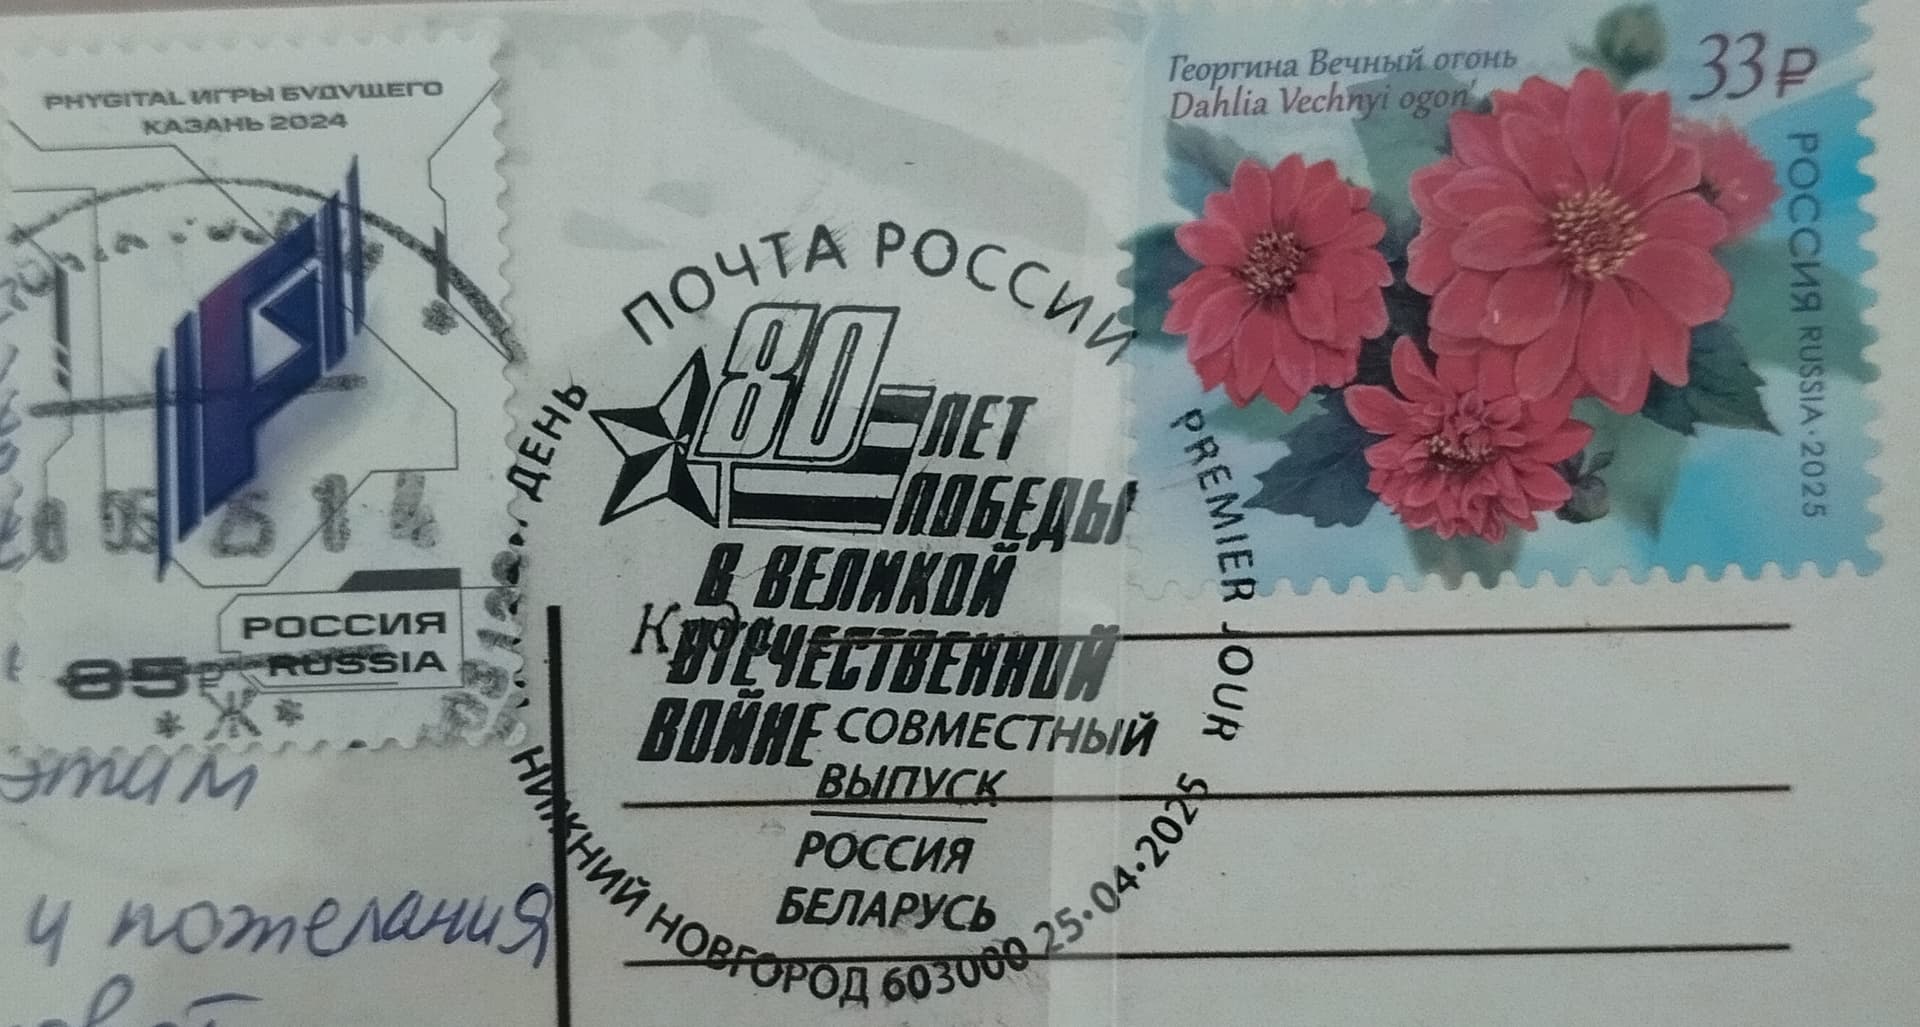 PHYGITAL ИГРЫ БУДУЩЕГО
КАЗАНЬ 2024
85₽
РОССИЯ
RUSSIA
Георгина Вечный огонь
Dahlia Vechnyi ogon'
33₽
РОССИЯ RUSSIA·2025
ПОЧТА РОССИИ
ДЕНЬ
PREMIER JOUR
80 ЛЕТ
ПОБЕДЫ
В ВЕЛИКОЙ
ОТЕЧЕСТВЕННОЙ
ВОЙНЕ СОВМЕСТНЫЙ
ВЫПУСК
РОССИЯ
БЕЛАРУСЬ
НИЖНИЙ НОВГОРОД 603000 25·04·2025
Куда
этим
и пожелания